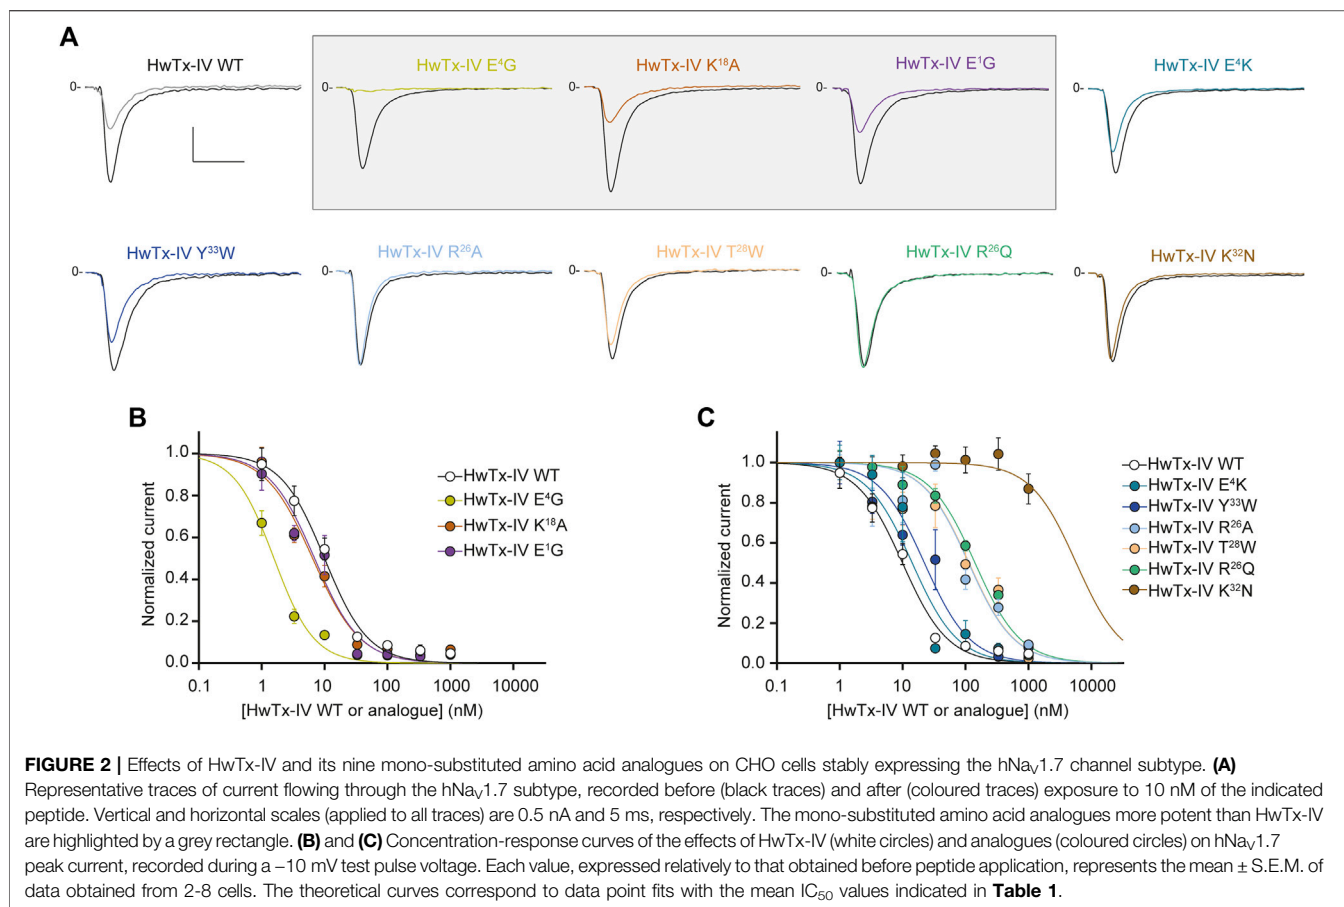 A
HwTx-IV WT
HwTx-IV E⁴G
HwTx-IV K¹⁸A
HwTx-IV E¹G
HwTx-IV E⁴K
0-
0-
0-
0-
0-
HwTx-IV Y³³W
HwTx-IV R²⁶A
HwTx-IV T²⁸W
HwTx-IV R²⁶Q
HwTx-IV K³²N
0-
0-
0-
0-
0-
B
Normalized current
1.0
0.8
0.6
0.4
0.2
0.0
0.1 1 10 100 1000 10000
[HwTx-IV WT or analogue] (nM)
HwTx-IV WT
HwTx-IV E⁴G
HwTx-IV K¹⁸A
HwTx-IV E¹G
C
Normalized current
1.0
0.8
0.6
0.4
0.2
0.0
0.1 1 10 100 1000 10000
[HwTx-IV WT or analogue] (nM)
HwTx-IV WT
HwTx-IV E⁴K
HwTx-IV Y³³W
HwTx-IV R²⁶A
HwTx-IV T²⁸W
HwTx-IV R²⁶Q
HwTx-IV K³²N
FIGURE 2 | Effects of HwTx-IV and its nine mono-substituted amino acid analogues on CHO cells stably expressing the hNaᵥ1.7 channel subtype. (A)
Representative traces of current flowing through the hNaᵥ1.7 subtype, recorded before (black traces) and after (coloured traces) exposure to 10 nM of the indicated
peptide. Vertical and horizontal scales (applied to all traces) are 0.5 nA and 5 ms, respectively. The mono-substituted amino acid analogues more potent than HwTx-IV
are highlighted by a grey rectangle. (B) and (C) Concentration-response curves of the effects of HwTx-IV (white circles) and analogues (coloured circles) on hNaᵥ1.7
peak current, recorded during a −10 mV test pulse voltage. Each value, expressed relatively to that obtained before peptide application, represents the mean ± S.E.M. of
data obtained from 2-8 cells. The theoretical curves correspond to data point fits with the mean IC₅₀ values indicated in Table 1.